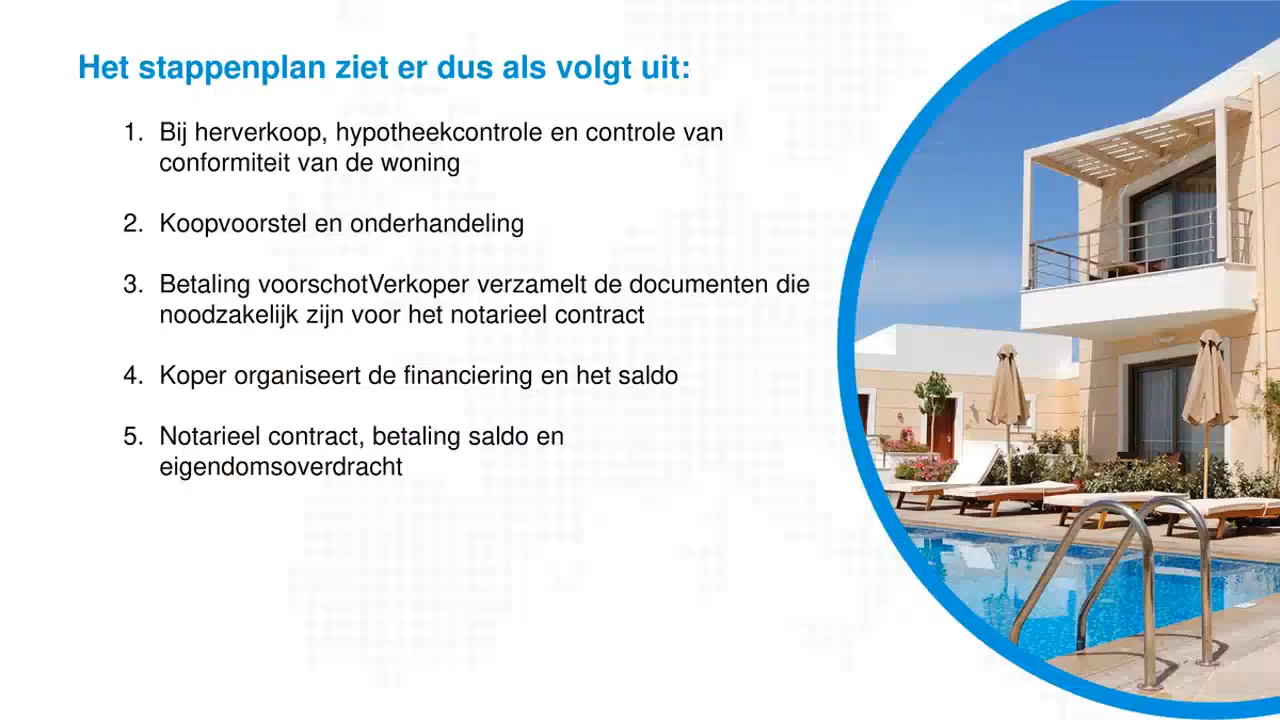 Het stappenplan ziet er dus als volgt uit:
1. Bij herverkoop, hypotheekcontrole en controle van
conformiteit van de woning
2. Koopvoorstel en onderhandeling
3. Betaling voorschotVerkoper verzamelt de documenten die
noodzakelijk zijn voor het notarieel contract
4. Koper organiseert de financiering en het saldo
5. Notarieel contract, betaling saldo en
eigendomsoverdracht